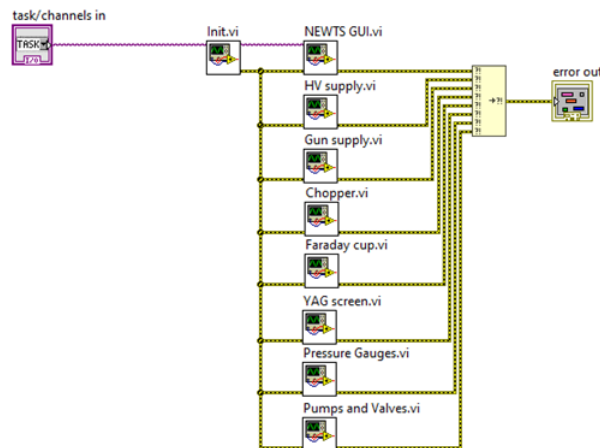 task/channels in
TASK
I/O
Init.vi
NEWTS GUI.vi
HV supply.vi
Gun supply.vi
Chopper.vi
Faraday cup.vi
YAG screen.vi
Pressure Gauges.vi
Pumps and Valves.vi
error out